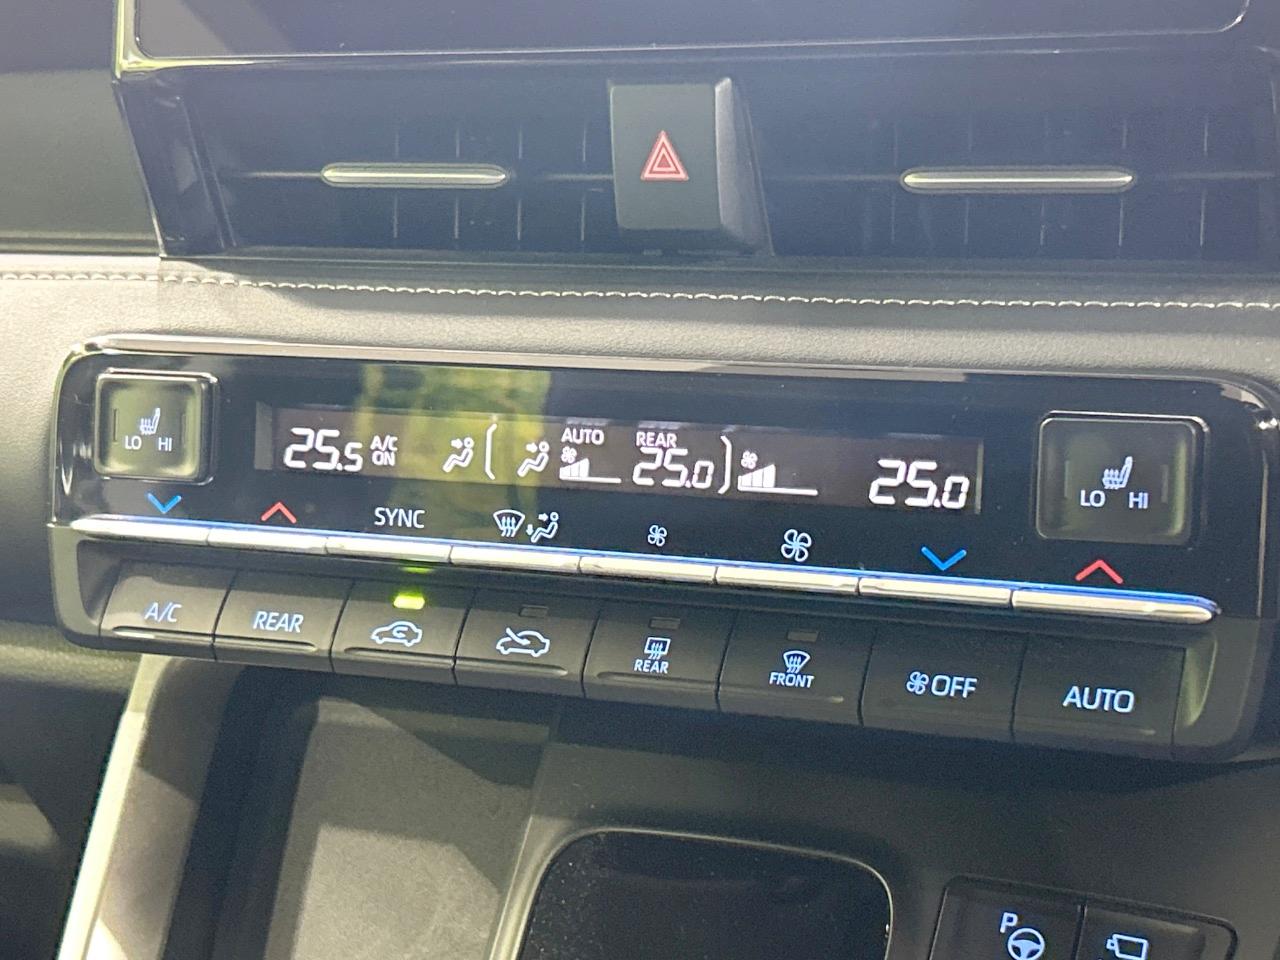 LO HI
25.5 A/C ON AUTO REAR 25.0 25.0
LO HI
SYNC
A/C REAR REAR FRONT OFF AUTO
P